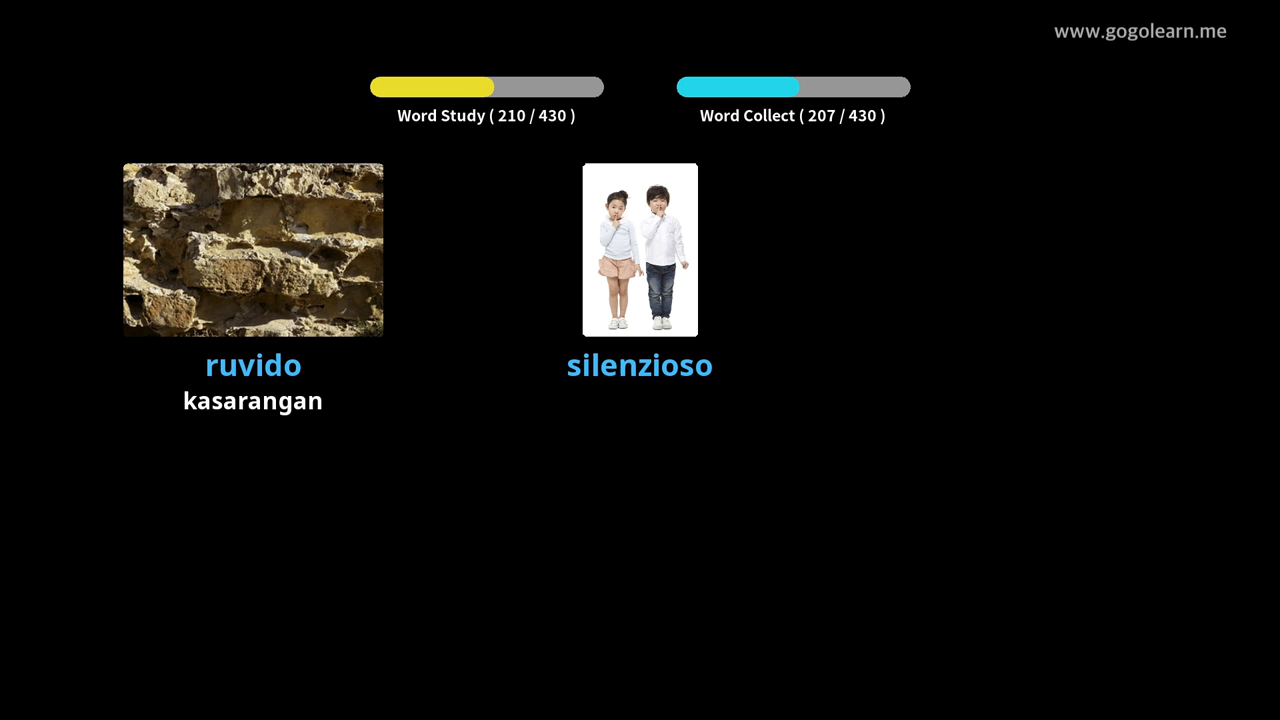 www.gogolearn.me
Word Study ( 210 / 430 )
Word Collect ( 207 / 430 )
ruvido
silenzioso
kasarangan